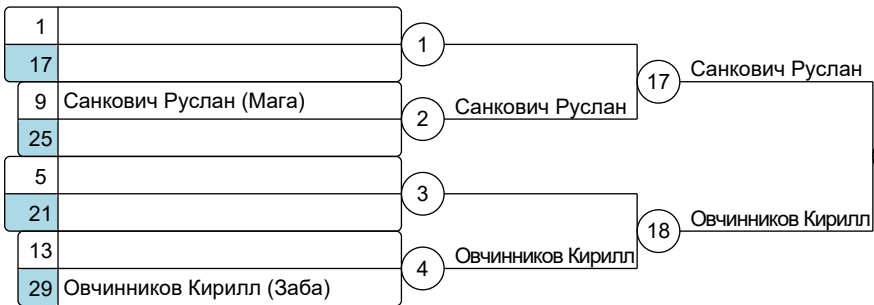 1
1
17
17
Санкович Руслан
9 Санкович Руслан (Мага)
2
Санкович Руслан
25
5
3
21
18
Овчинников Кирилл
13
4
Овчинников Кирилл
29 Овчинников Кирилл (Заба)